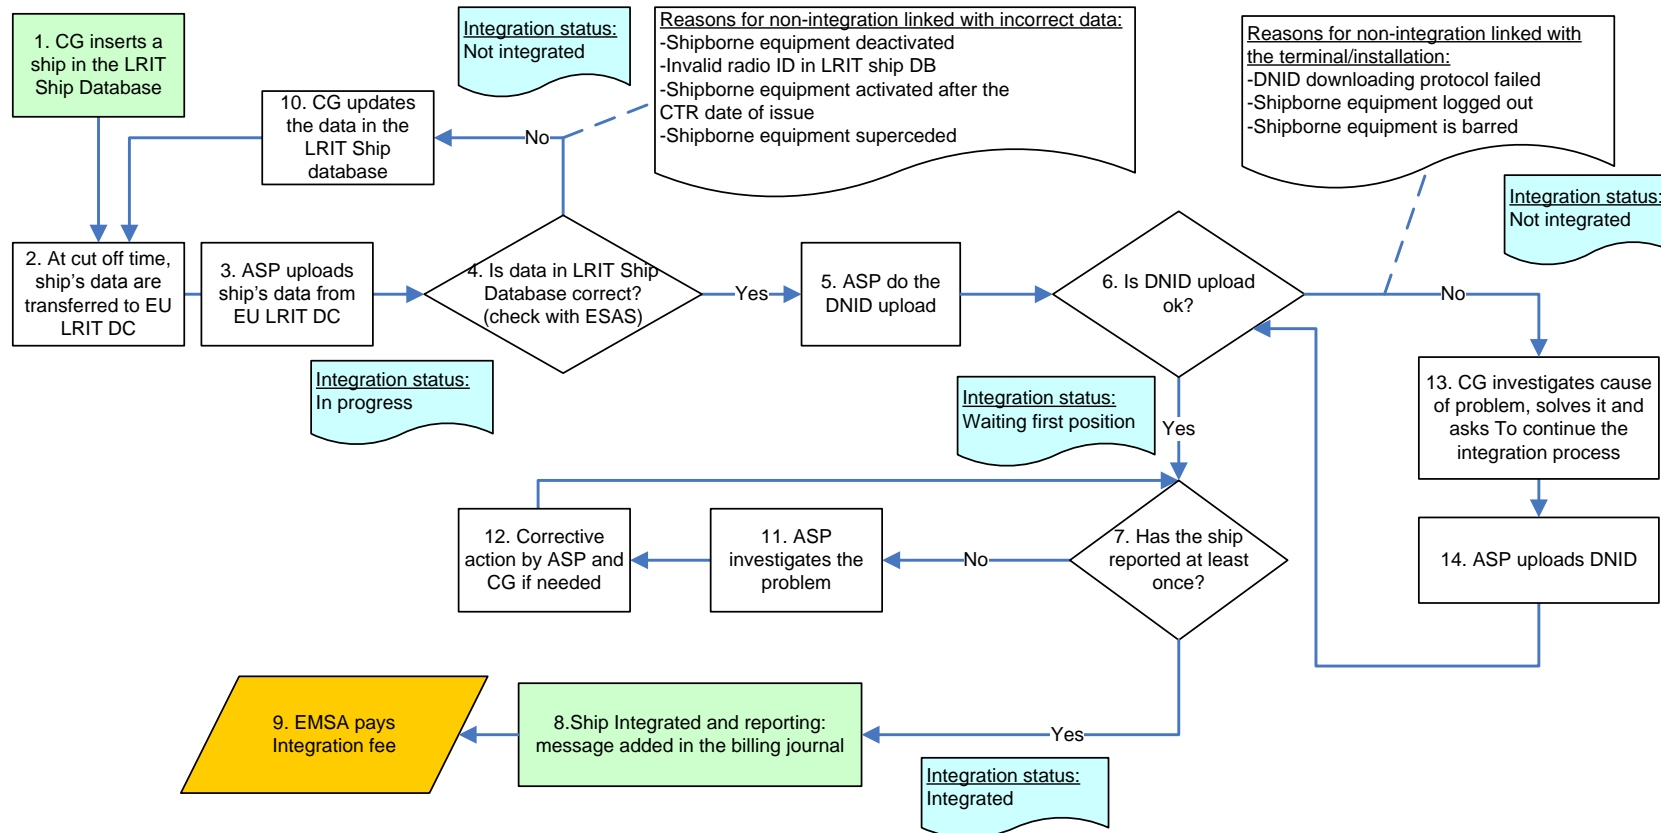 1. CG inserts a
ship in the LRIT
Ship Database
Integration status:
Not integrated
Reasons for non-integration linked with incorrect data:
-Shipborne equipment deactivated
-Invalid radio ID in LRIT ship DB
-Shipborne equipment activated after the
CTR date of issue
-Shipborne equipment superceded
Reasons for non-integration linked with
the terminal/installation:
-DNID downloading protocol failed
-Shipborne equipment logged out
-Shipborne equipment is barred
10. CG updates
the data in the
LRIT Ship
database
No
Integration status:
Not integrated
2. At cut off time,
ship's data are
transferred to EU
LRIT DC
3. ASP uploads
ship's data from
EU LRIT DC
4. Is data in LRIT Ship
Database correct?
(check with ESAS)
Yes
5. ASP do the
DNID upload
6. Is DNID upload
ok?
No
Integration status:
In progress
Integration status:
Waiting first position
Yes
13. CG investigates cause
of problem, solves it and
asks To continue the
integration process
12. Corrective
action by ASP and
CG if needed
11. ASP
investigates the
problem
No
7. Has the ship
reported at least
once?
14. ASP uploads DNID
9. EMSA pays
Integration fee
8.Ship Integrated and reporting:
message added in the billing journal
Yes
Integration status:
Integrated